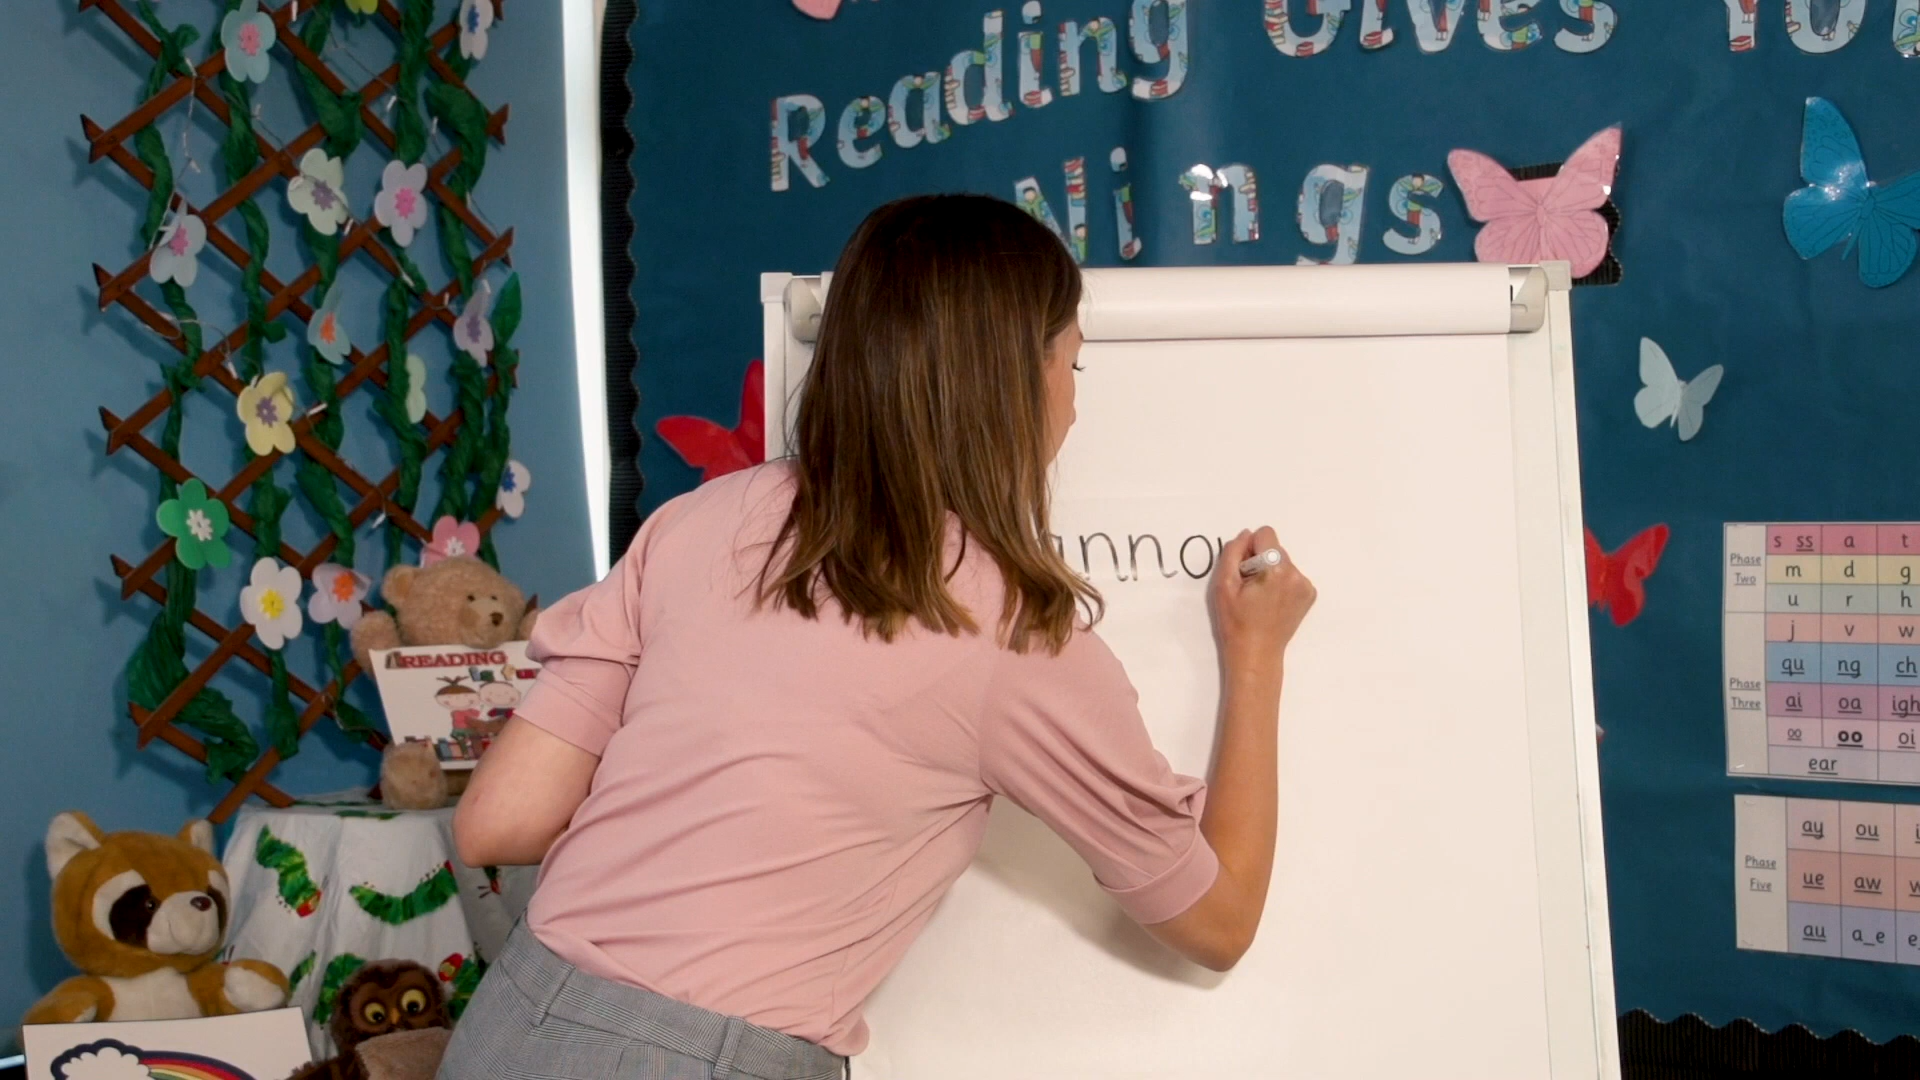 Reading Gives You
Wings
annou
READING
Phase Two
s ss a t
m d g
u r h
Phase Three
j v w
qu ng ch
ai oa igh
oo oo oi
ear
Phase Five
ay ou
ue aw
au a_e